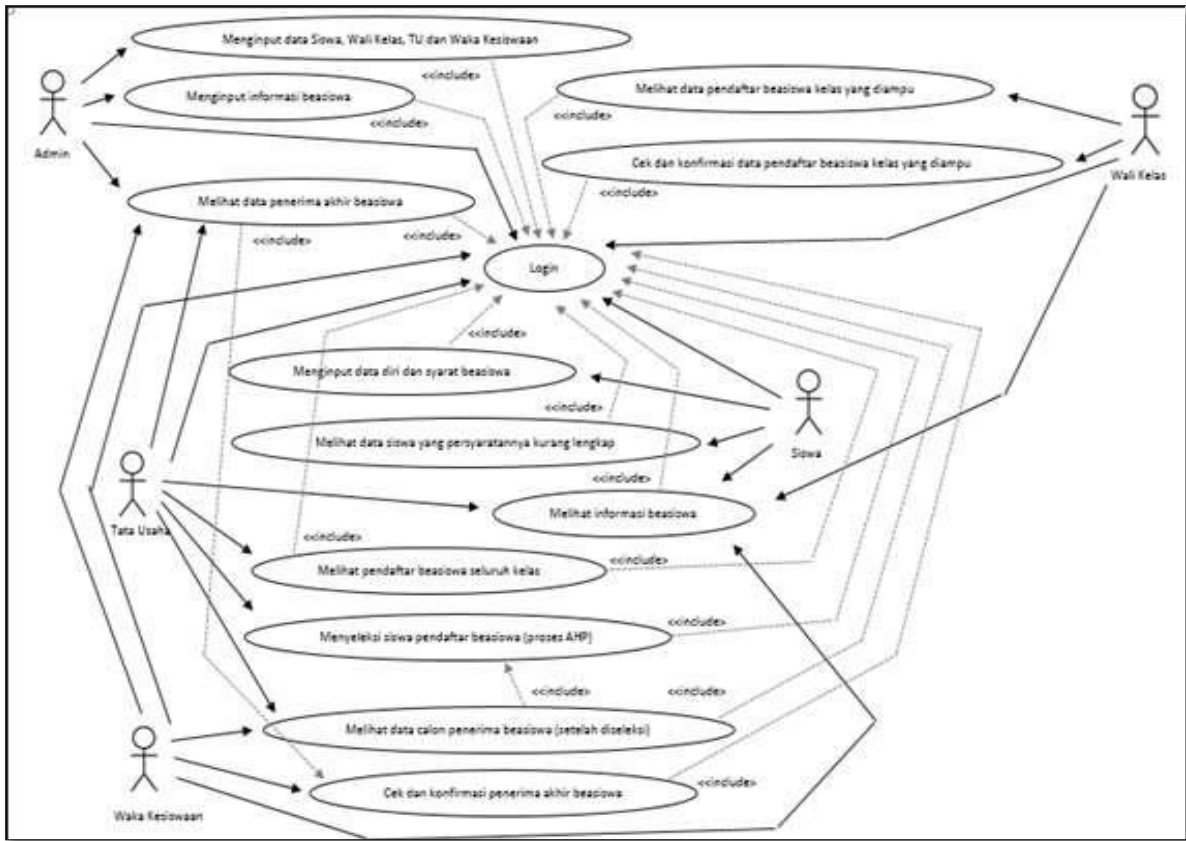 Menginput data Siswa, Wali Kelas, TU dan Waka Kesiswaan
<<include>
Menginput informasi beasiswa
<<include>
Admin
Melihat data pendaftar beasiswa kelas yang diampu
<<include>
Cek dan konfirmasi data pendaftar beasiswa kelas yang diampu
<<include>
Wali Kelas
Melihat data penerima akhir beasiswa
<<include>
<<include>
Login
<<include>
Menginput data diri dan syarat beasiswa
<<include>
Melihat data siswa yang persyaratannya kurang lengkap
Siswa
<<include>
Melihat informasi beasiswa
Tata Usaha
<<include>
<<include>
Melihat pendaftar beasiswa seluruh kelas
<<include>
Menyeleksi siswa pendaftar beasiswa (proses AHP)
<<include>
<<include>
Melihat data calon penerima beasiswa (setelah diseleksi)
<<include>
Cek dan konfirmasi penerima akhir beasiswa
Waka Kesiswaan